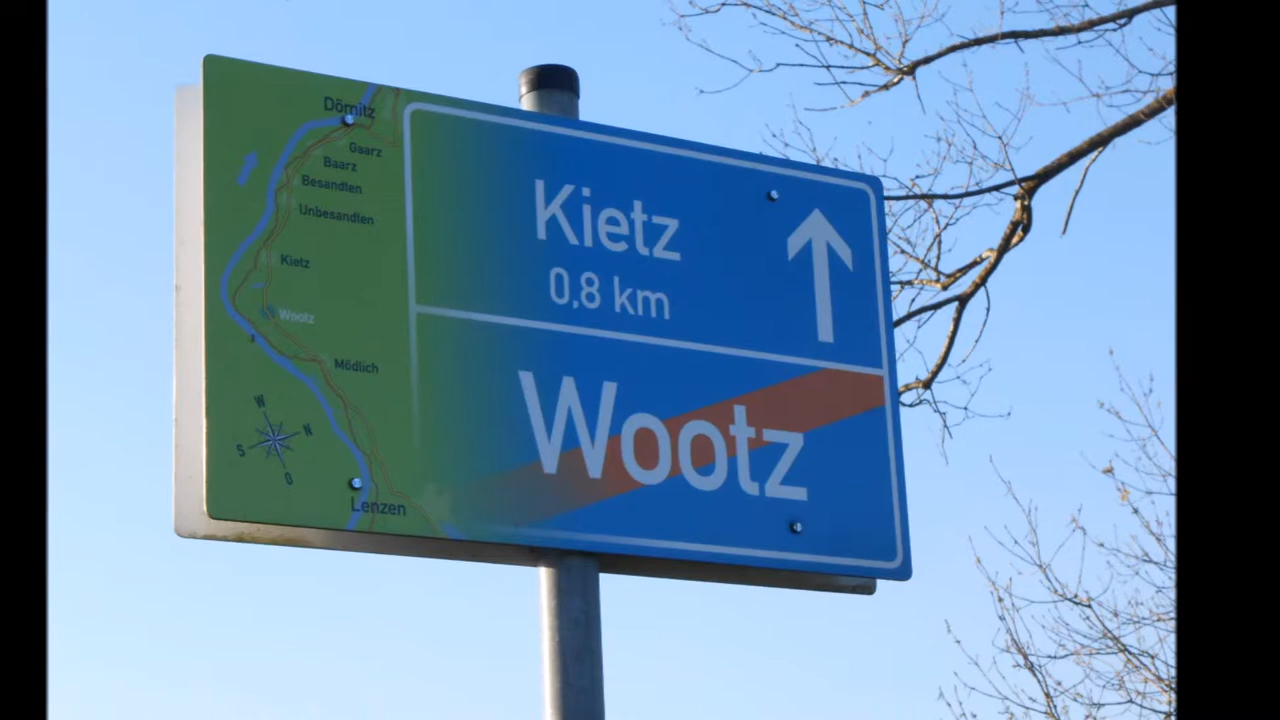 Dömitz
Gaarz
Baarz
Besandten
Unbesandten
Kietz
Wootz
Mödlich
Lenzen
W
N
S
O
Kietz
0,8 km
Wootz